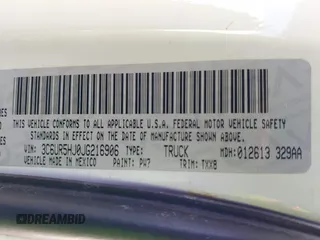 THIS VEHICLE CONFORMS TO ALL APPLICABLE U.S.A. FEDERAL MOTOR VEHICLE SAFETY
STANDARDS IN EFFECT ON THE DATE OF MANUFACTURE SHOWN ABOVE
VIN: 3C6UR5HJ0JG216906 TYPE: TRUCK MDH: 012613 329AA
MADE IN MEXICO PAINT: PW7 TRIM: TXX8
DREAMBID